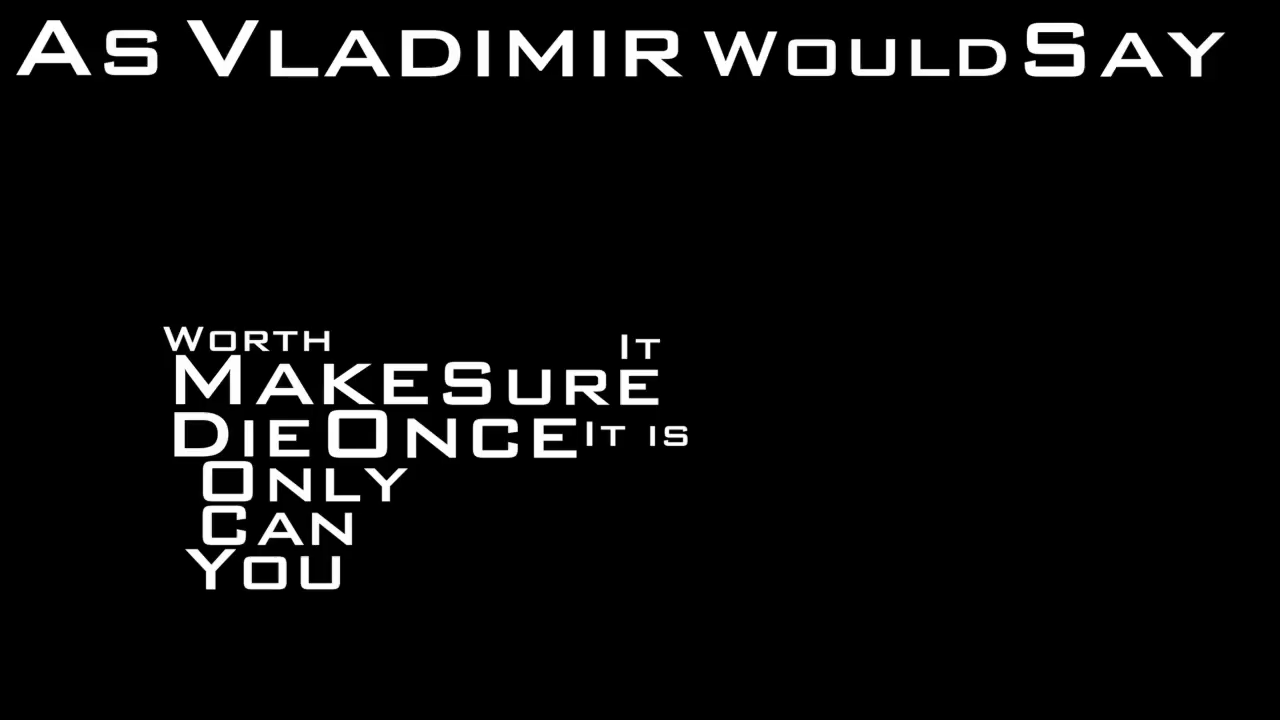 As Vladimir Would Say
Worth It
Make Sure
Die Once It is
Only
Can
You